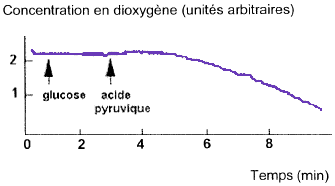 Concentration en dioxygène (unités arbitraires)
2
1
glucose
acide
pyruvique
0 2 4 6 8
Temps (min)